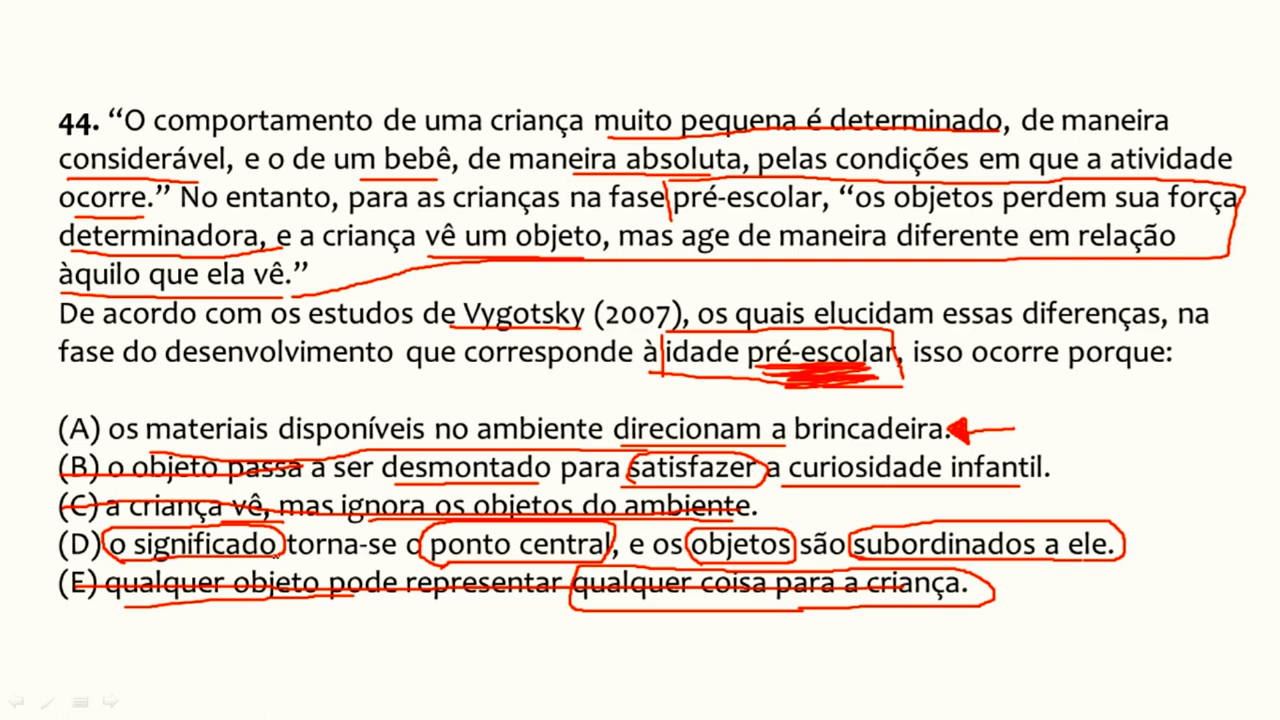 44. “O comportamento de uma criança muito pequena é determinado, de maneira
considerável, e o de um bebê, de maneira absoluta, pelas condições em que a atividade
ocorre.” No entanto, para as crianças na fase pré-escolar, “os objetos perdem sua força
determinadora, e a criança vê um objeto, mas age de maneira diferente em relação
àquilo que ela vê.”
De acordo com os estudos de Vygotsky (2007), os quais elucidam essas diferenças, na
fase do desenvolvimento que corresponde à idade pré-escolar, isso ocorre porque:
(A) os materiais disponíveis no ambiente direcionam a brincadeira.
(B) o objeto passa a ser desmontado para satisfazer a curiosidade infantil.
(C) a criança vê, mas ignora os objetos do ambiente.
(D) o significado torna-se o ponto central, e os objetos são subordinados a ele.
(E) qualquer objeto pode representar qualquer coisa para a criança.